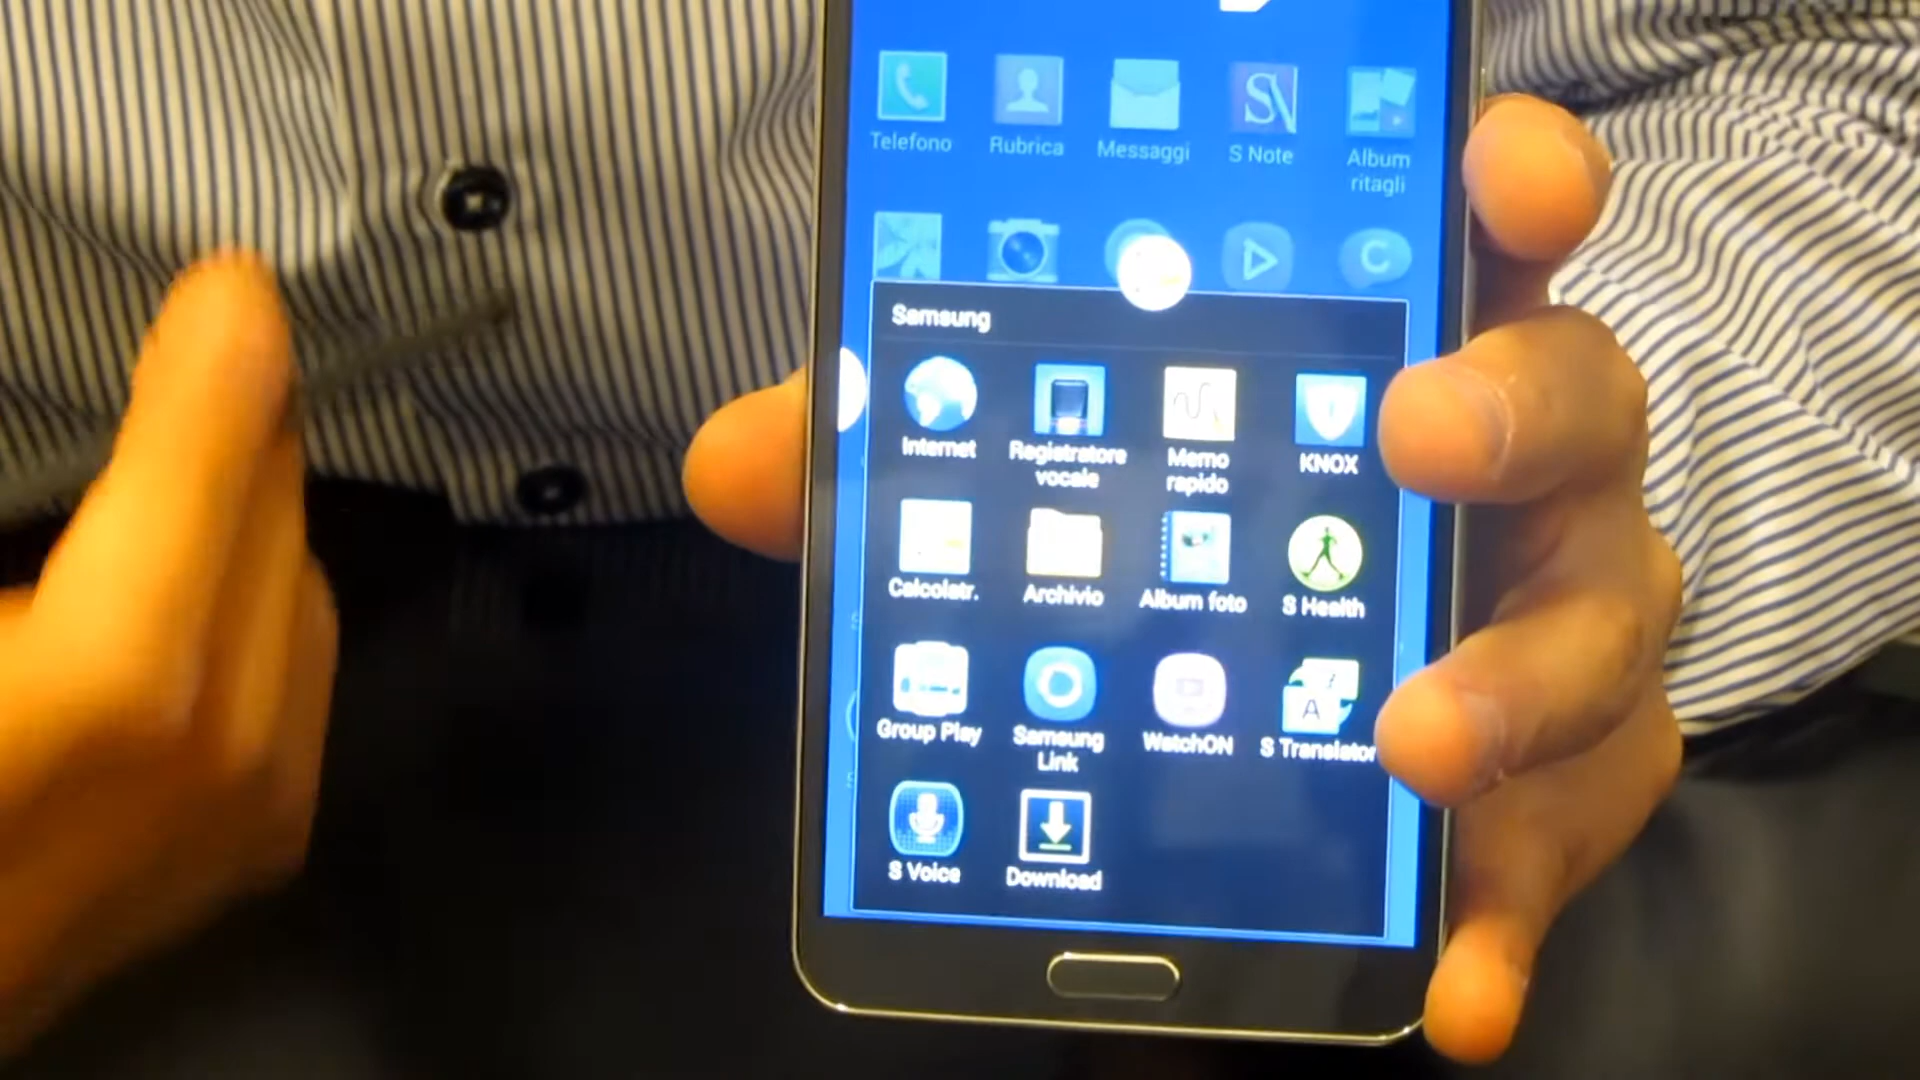 Telefono
Rubrica
Messaggi
S Note
Album
ritagli
C
Samsung
Internet
Registratore
vocale
Memo
rapido
KNOX
Calcolatr.
Archivio
Album foto
S Health
Group Play
Samsung
Link
WatchON
A
S Translator
S Voice
Download